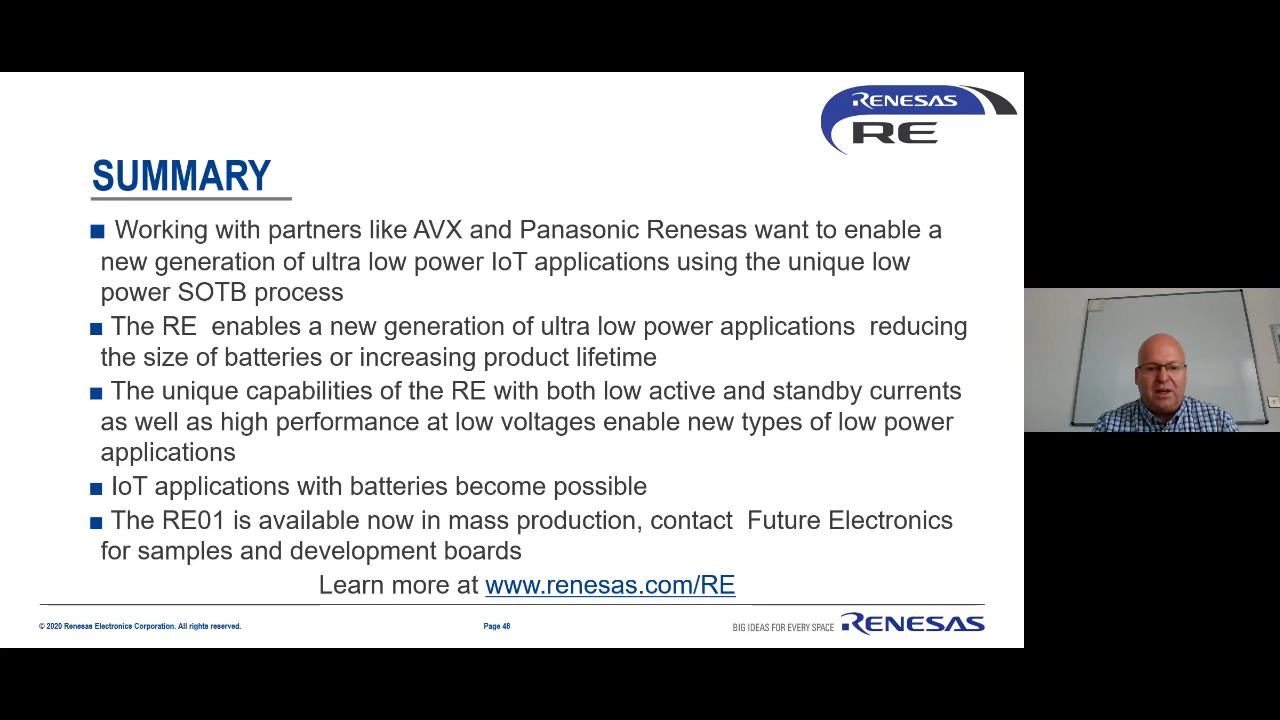 RENESAS
RE
SUMMARY
Working with partners like AVX and Panasonic Renesas want to enable a
new generation of ultra low power IoT applications using the unique low
power SOTB process
The RE  enables a new generation of ultra low power applications  reducing
the size of batteries or increasing product lifetime
The unique capabilities of the RE with both low active and standby currents
as well as high performance at low voltages enable new types of low power
applications
IoT applications with batteries become possible
The RE01 is available now in mass production, contact  Future Electronics
for samples and development boards
Learn more at www.renesas.com/RE
© 2020 Renesas Electronics Corporation. All rights reserved.
Page 48
BIG IDEAS FOR EVERY SPACE RENESAS